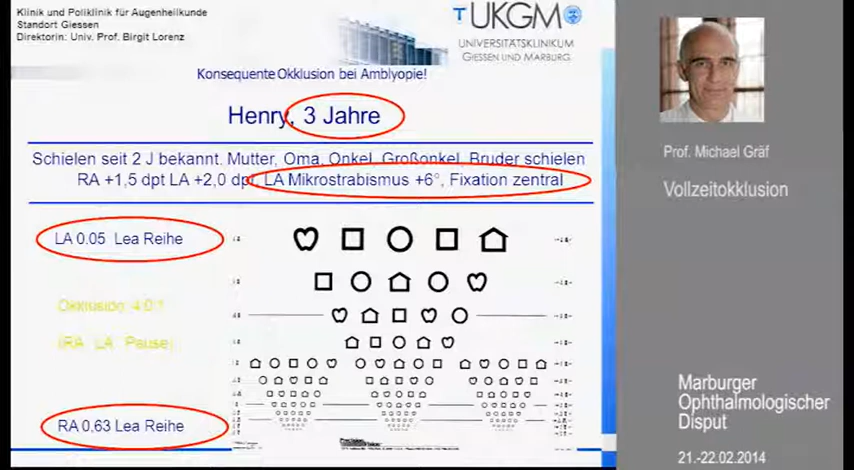 Klinik und Poliklinik für Augenheilkunde
Standort Giessen
Direktorin: Univ. Prof. Birgit Lorenz
UKGM
UNIVERSITÄTSKLINIKUM
GIESSEN UND MARBURG
Konsequente Okklusion bei Amblyopie!
Henry, 3 Jahre
Schielen seit 2 J bekannt. Mutter, Oma, Onkel, Großonkel, Bruder schielen
RA +1,5 dpt LA +2,0 dpt, LA Mikrostrabismus +6°, Fixation zentral
LA 0.05 Lea Reihe
Okklusion 4:0:1
(RA LA Pause)
RA 0,63 Lea Reihe
Prof. Michael Gräf
Vollzeitokklusion
Marburger
Ophthalmologischer
Disput
21.-22.02.2014